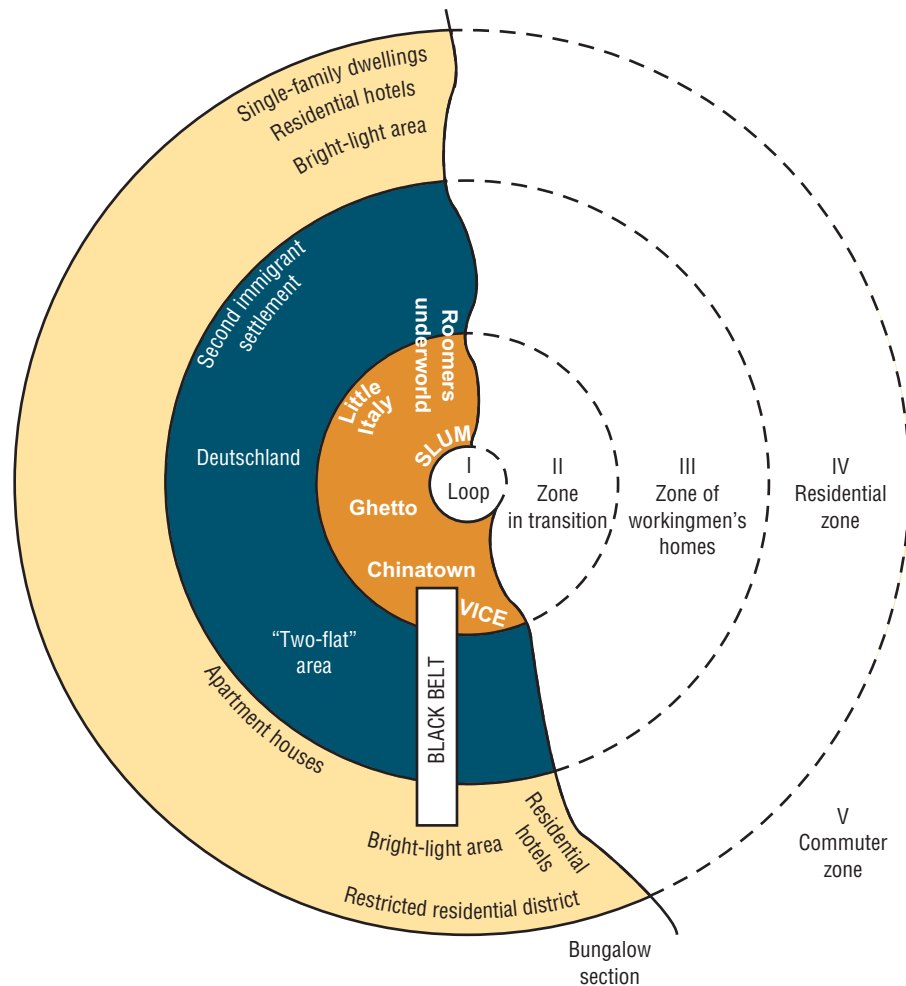 Single-family dwellings
Residential hotels
Bright-light area
Second immigrant
settlement
Roomers
underworld
Little
Italy
SLUM
Deutschland
Ghetto
Chinatown
VICE
I
Loop
II
Zone
in transition
III
Zone of
workingmen's
homes
IV
Residential
zone
“Two-flat”
area
BLACK BELT
Apartment houses
Bright-light area
Residential
hotels
Restricted residential district
V
Commuter
zone
Bungalow
section